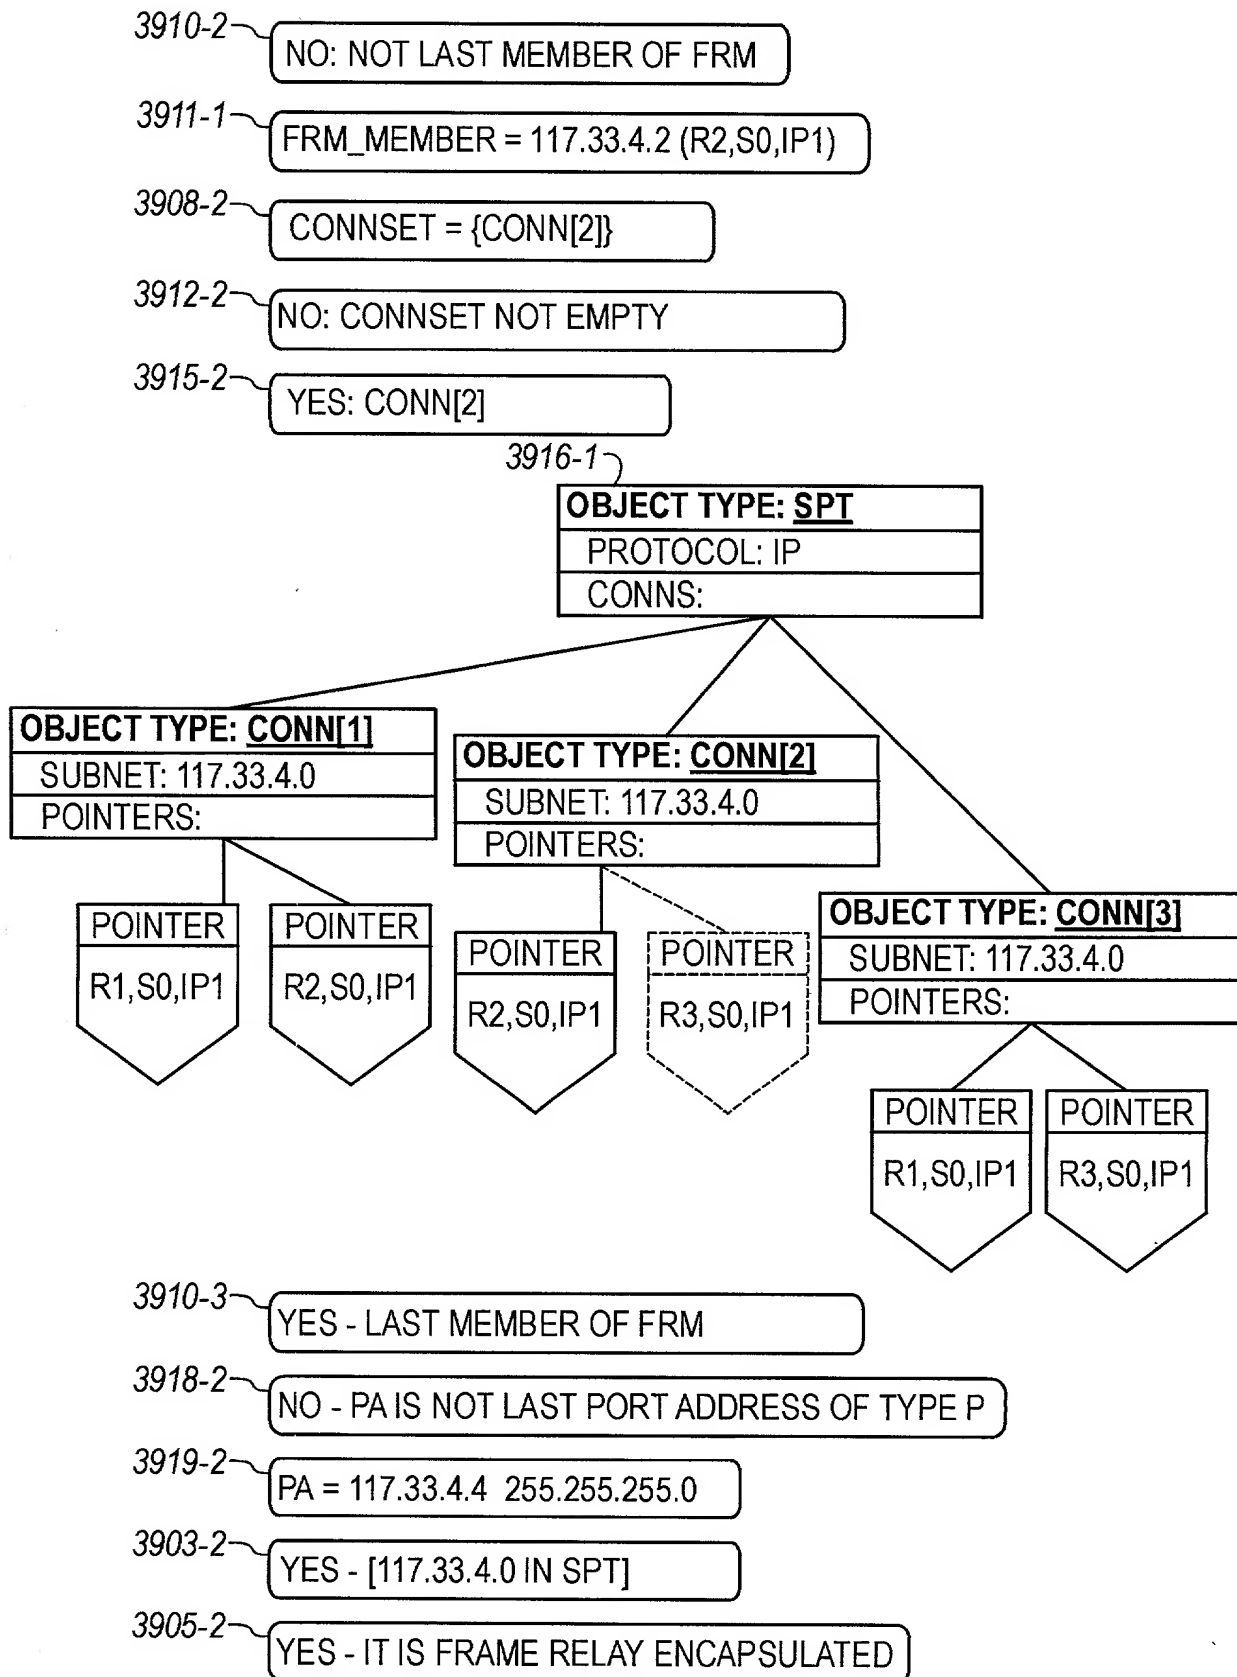 3910-2
NO: NOT LAST MEMBER OF FRM
3911-1
FRM_MEMBER = 117.33.4.2 (R2,S0,IP1)
3908-2
CONNSET = {CONN[2]}
3912-2
NO: CONNSET NOT EMPTY
3915-2
YES: CONN[2]
3916-1
OBJECT TYPE: SPT
PROTOCOL: IP
CONNS:
OBJECT TYPE: CONN[1]
SUBNET: 117.33.4.0
POINTERS:
POINTER
R1,S0,IP1
POINTER
R2,S0,IP1
OBJECT TYPE: CONN[2]
SUBNET: 117.33.4.0
POINTERS:
POINTER
R2,S0,IP1
POINTER
R3,S0,IP1
OBJECT TYPE: CONN[3]
SUBNET: 117.33.4.0
POINTERS:
POINTER
R1,S0,IP1
POINTER
R3,S0,IP1
3910-3
YES - LAST MEMBER OF FRM
3918-2
NO - PA IS NOT LAST PORT ADDRESS OF TYPE P
3919-2
PA = 117.33.4.4 255.255.255.0
3903-2
YES - [117.33.4.0 IN SPT]
3905-2
YES - IT IS FRAME RELAY ENCAPSULATED